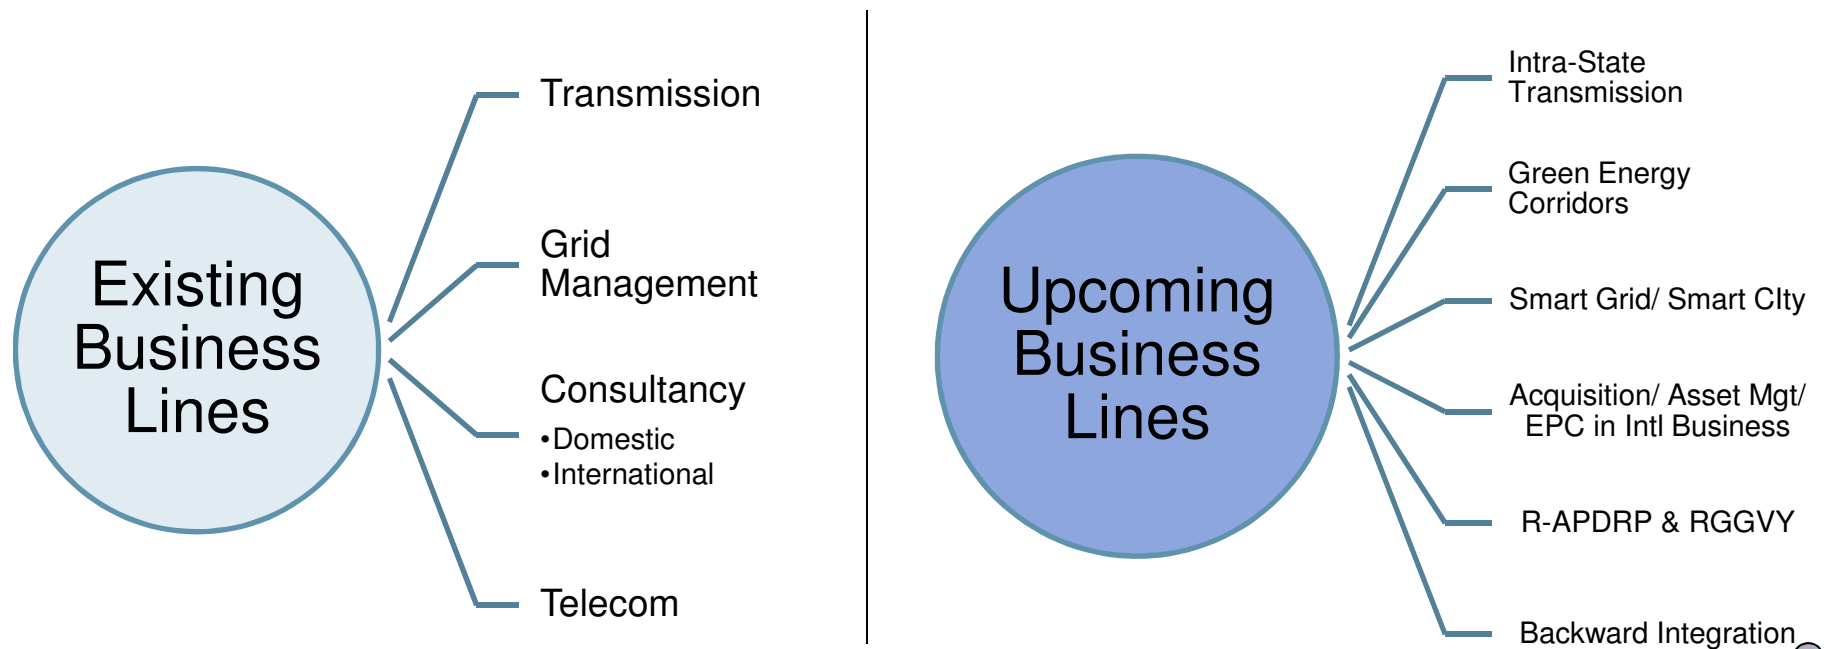 Existing
Business
Lines
Transmission
Grid
Management
Consultancy
•Domestic
•International
Telecom
Upcoming
Business
Lines
Intra-State
Transmission
Green Energy
Corridors
Smart Grid/ Smart CIty
Acquisition/ Asset Mgt/
EPC in Intl Business
R-APDRP & RGGVY
Backward Integration